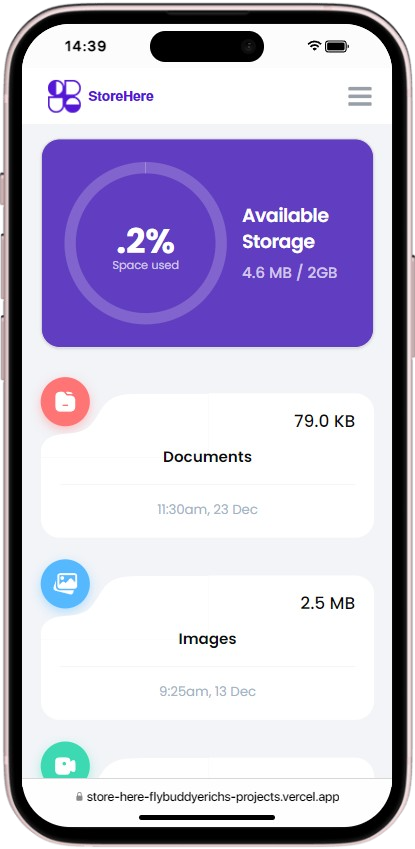 14:39
StoreHere
.2%
Space used
Available
Storage
4.6 MB / 2GB
79.0 KB
Documents
11:30am, 23 Dec
2.5 MB
Images
9:25am, 13 Dec
store-here-flybuddyerichs-projects.vercel.app